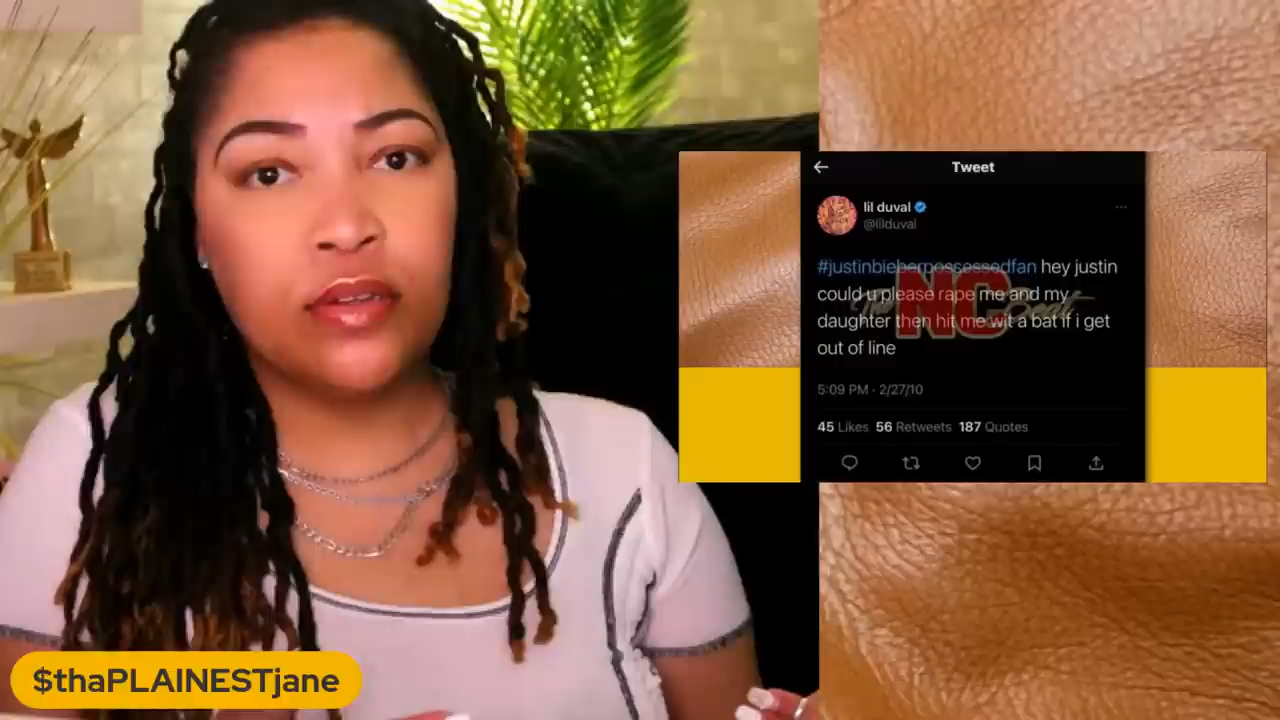 Tweet
lil duval
@lilduval
#justinbieberpossessedfan hey justin
could u please rape me and my
daughter then hit me wit a bat if i get
out of line
NC
5:09 PM · 2/27/10
45 Likes 56 Retweets 187 Quotes
$thaPLAINESTjane